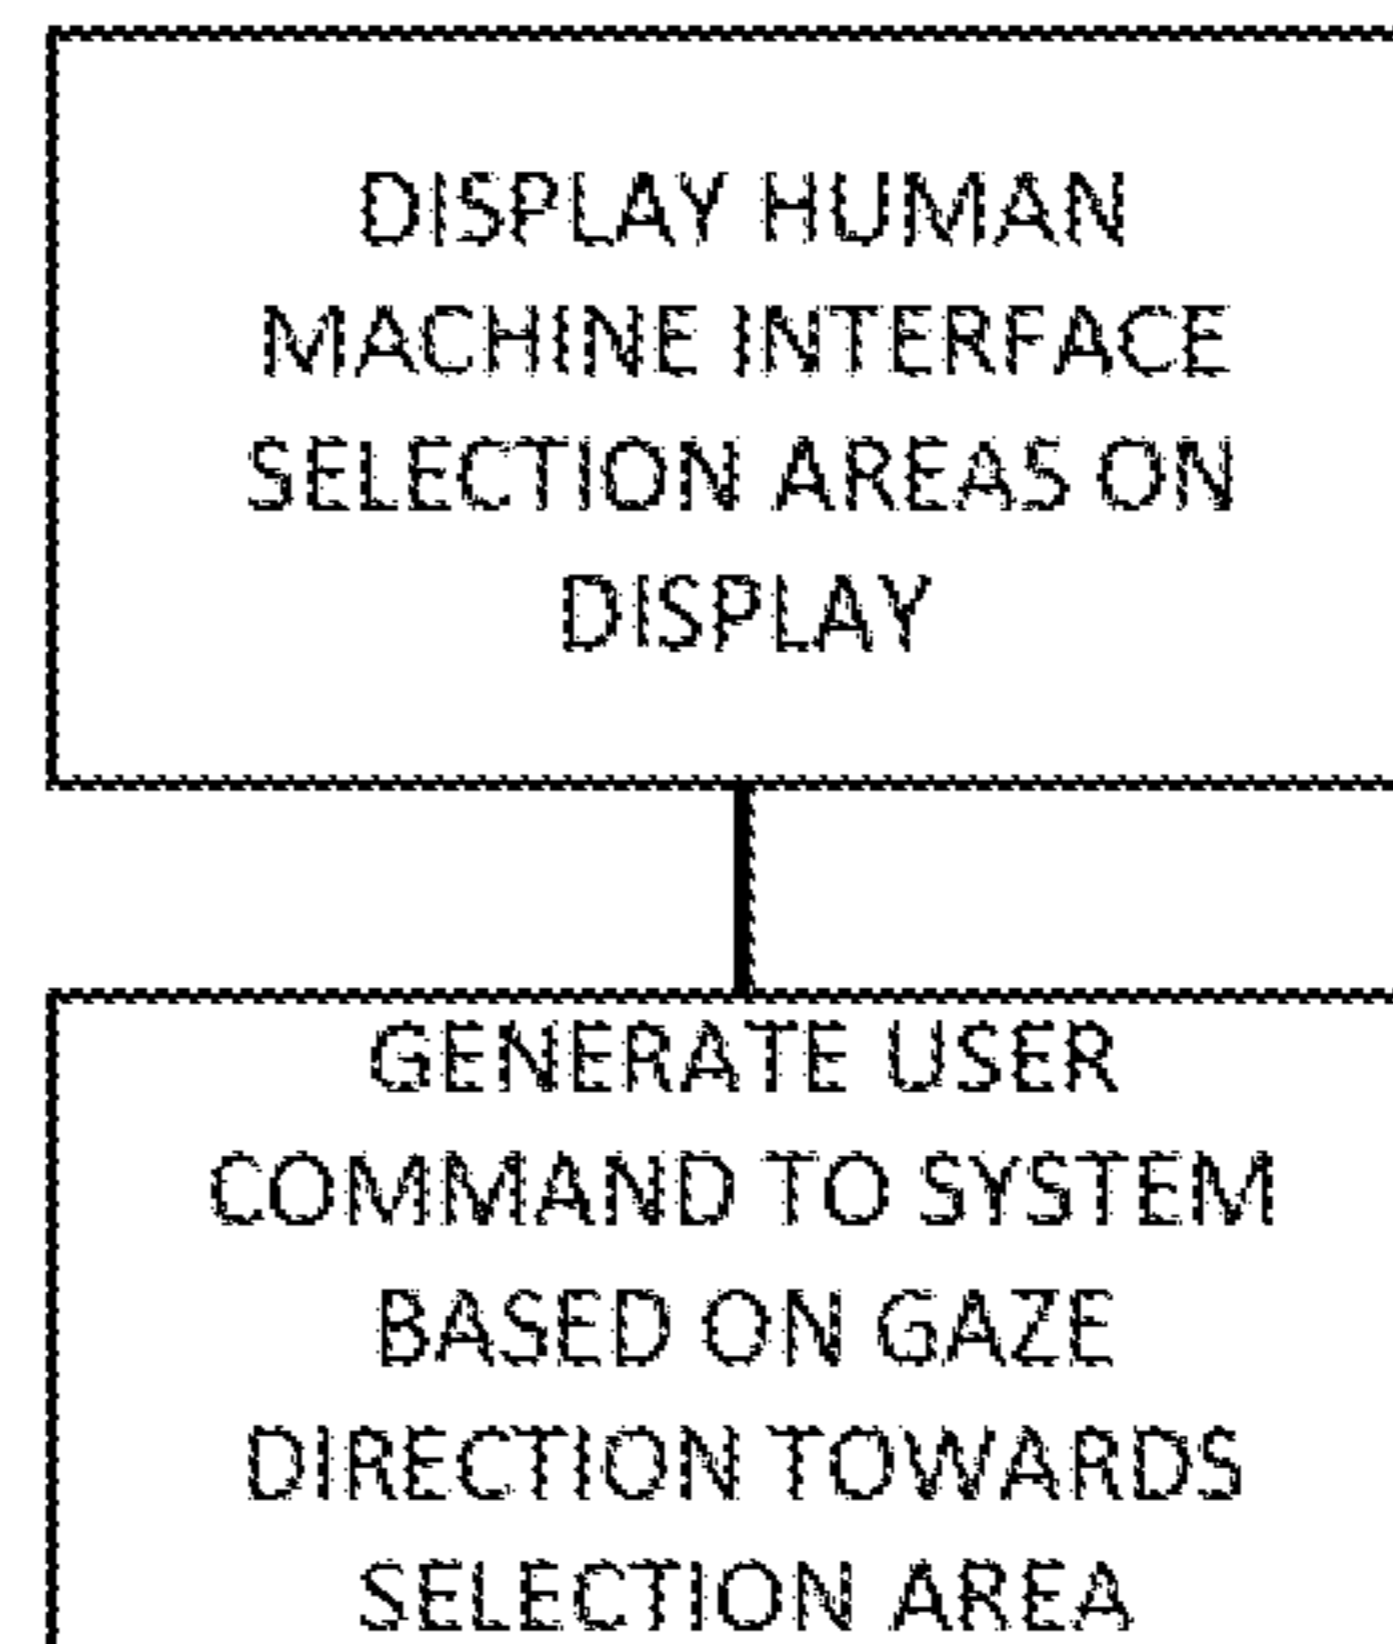 DISPLAY HUMAN
MACHINE INTERFACE
SELECTION AREAS ON
DISPLAY
GENERATE USER
COMMAND TO SYSTEM
BASED ON GAZE
DIRECTION TOWARDS
SELECTION AREA